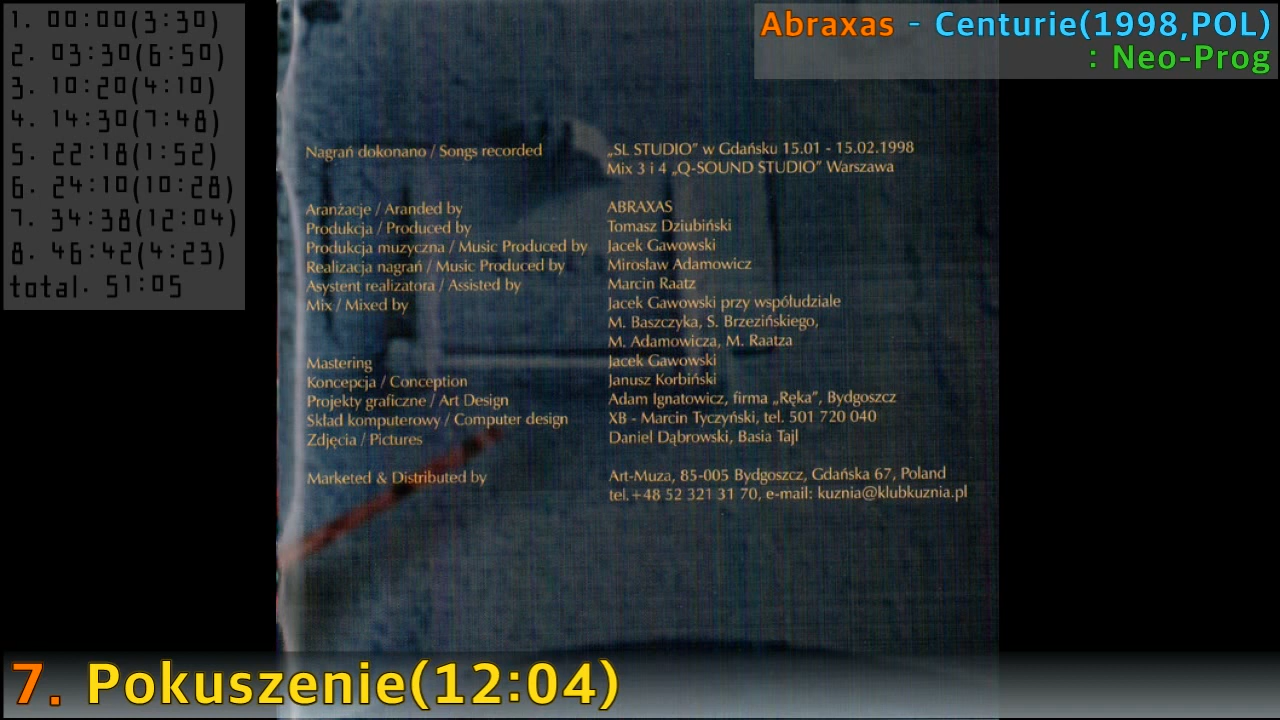 1. 00:00(3:30)
2. 03:30(6:50)
3. 10:20(4:10)
4. 14:30(7:48)
5. 22:18(1:52)
6. 24:10(10:28)
7. 34:38(12:04)
8. 46:42(4:23)
total. 51:05
Abraxas - Centurie(1998,POL)
: Neo-Prog
Nagrań dokonano / Songs recorded „SL STUDIO” w Gdańsku 15.01 - 15.02.1998
Mix 3 i 4 „Q-SOUND STUDIO” Warszawa
Aranżacje / Aranded by ABRAXAS
Produkcja / Produced by Tomasz Dziubiński
Produkcja muzyczna / Music Produced by Jacek Gawowski
Realizacja nagrań / Music Produced by Mirosław Adamowicz
Asystent realizatora / Assisted by Marcin Raatz
Mix / Mixed by Jacek Gawowski przy współudziale
M. Baszczyka, S. Brzezińskiego,
M. Adamowicza, M. Raatza
Mastering Jacek Gawowski
Koncepcja / Conception Janusz Korbiński
Projekty graficzne / Art Design Adam Ignatowicz, firma „Ręka”, Bydgoszcz
Skład komputerowy / Computer design XB - Marcin Tyczyński, tel. 501 720 040
Zdjęcia / Pictures Daniel Dąbrowski, Basia Tajl
Marketed & Distributed by Art-Muza, 85-005 Bydgoszcz, Gdańska 67, Poland
tel.+48 52 321 31 70, e-mail: kuznia@klubkuznia.pl
7. Pokuszenie(12:04)